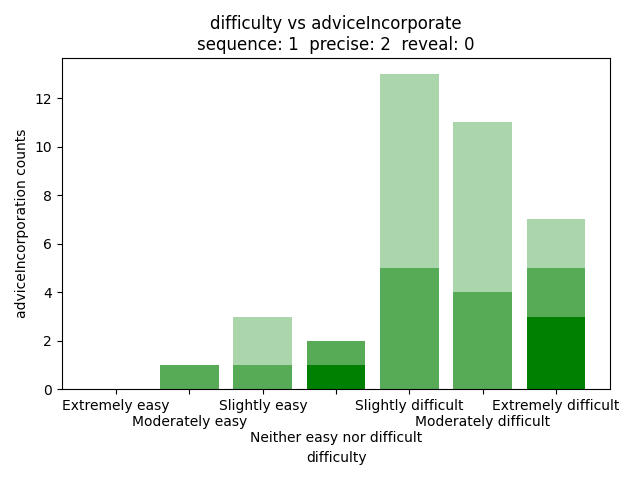 difficulty vs adviceIncorporate
sequence: 1  precise: 2  reveal: 0
adviceIncorporation counts
12
10
8
6
4
2
0
Extremely easy
Moderately easy
Slightly easy
Neither easy nor difficult
Slightly difficult
Moderately difficult
Extremely difficult
difficulty